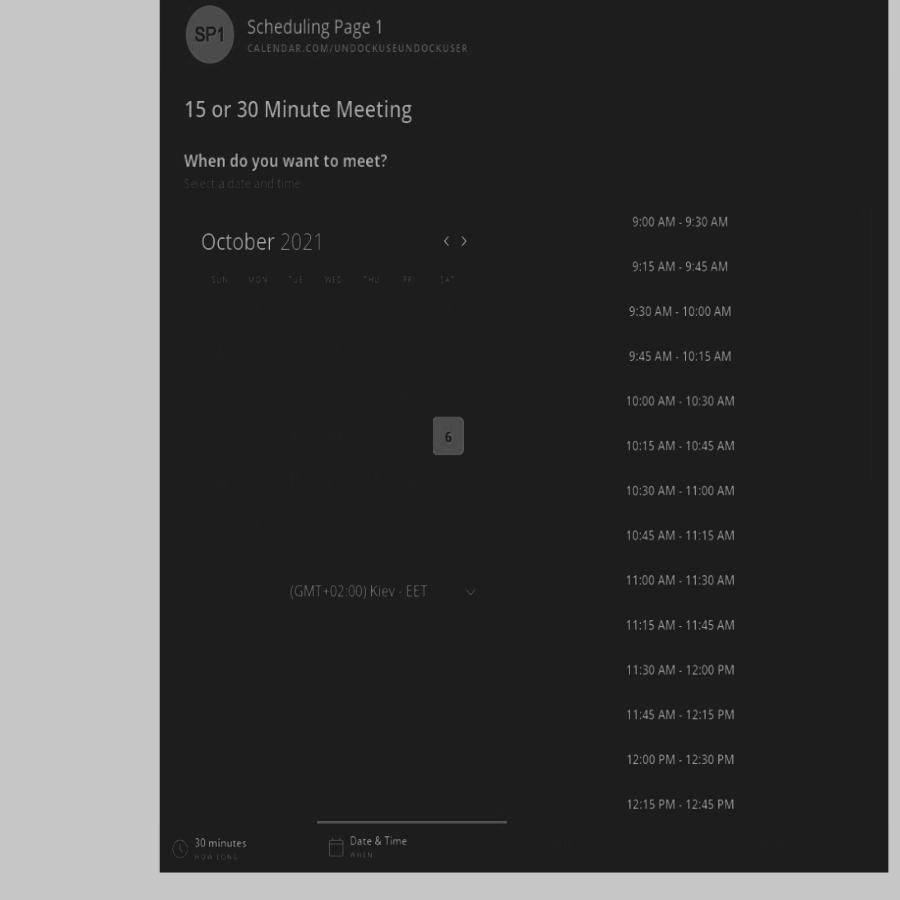 SP1
Scheduling Page 1
CALENDAR.COM/UNDOCKUSEUNDOCKUSER
15 or 30 Minute Meeting
When do you want to meet?
Select a date and time
October 2021
SUN MON TUE WED THU FRI SAT
6
(GMT+02:00) Kiev - EET
9:00 AM - 9:30 AM
9:15 AM - 9:45 AM
9:30 AM - 10:00 AM
9:45 AM - 10:15 AM
10:00 AM - 10:30 AM
10:15 AM - 10:45 AM
10:30 AM - 11:00 AM
10:45 AM - 11:15 AM
11:00 AM - 11:30 AM
11:15 AM - 11:45 AM
11:30 AM - 12:00 PM
11:45 AM - 12:15 PM
12:00 PM - 12:30 PM
12:15 PM - 12:45 PM
30 minutes
HOW LONG
Date & Time
WHEN